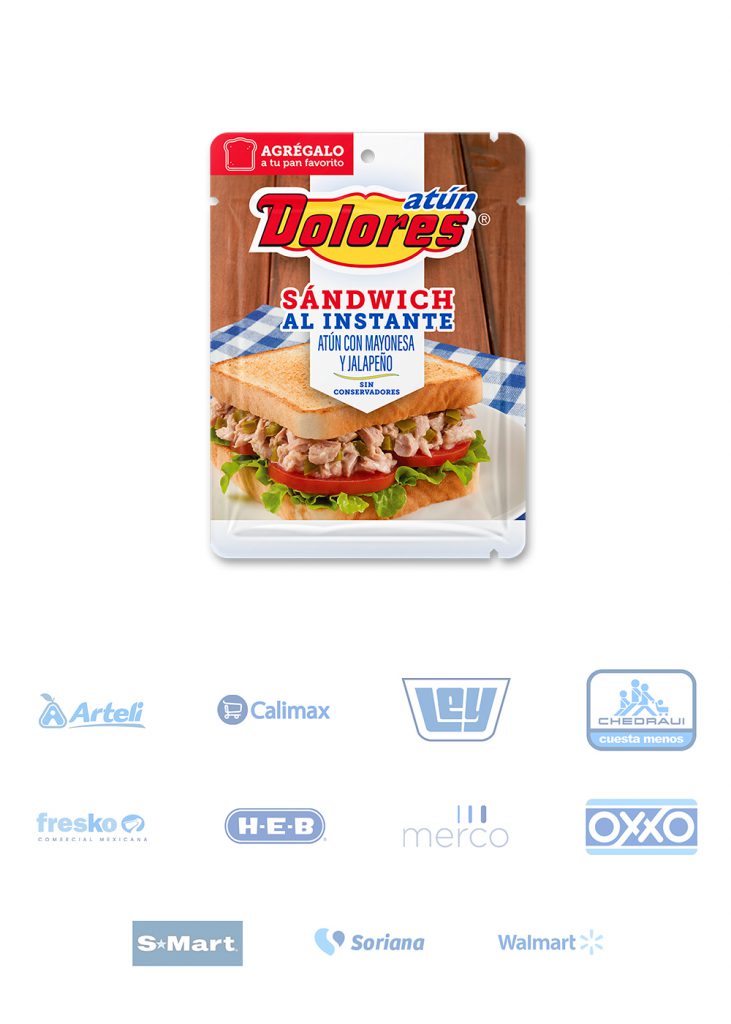 AGRÉGALO
a tu pan favorito
atún
Dolores®
SÁNDWICH
AL INSTANTE
ATÚN CON MAYONESA
Y JALAPEÑO
SIN
CONSERVADORES
Arteli
Calimax
Ley
CHEDRAUI
cuesta menos
fresko
COMERCIAL MEXICANA
H-E-B
merco
OXXO
S★Mart
Soriana
Walmart